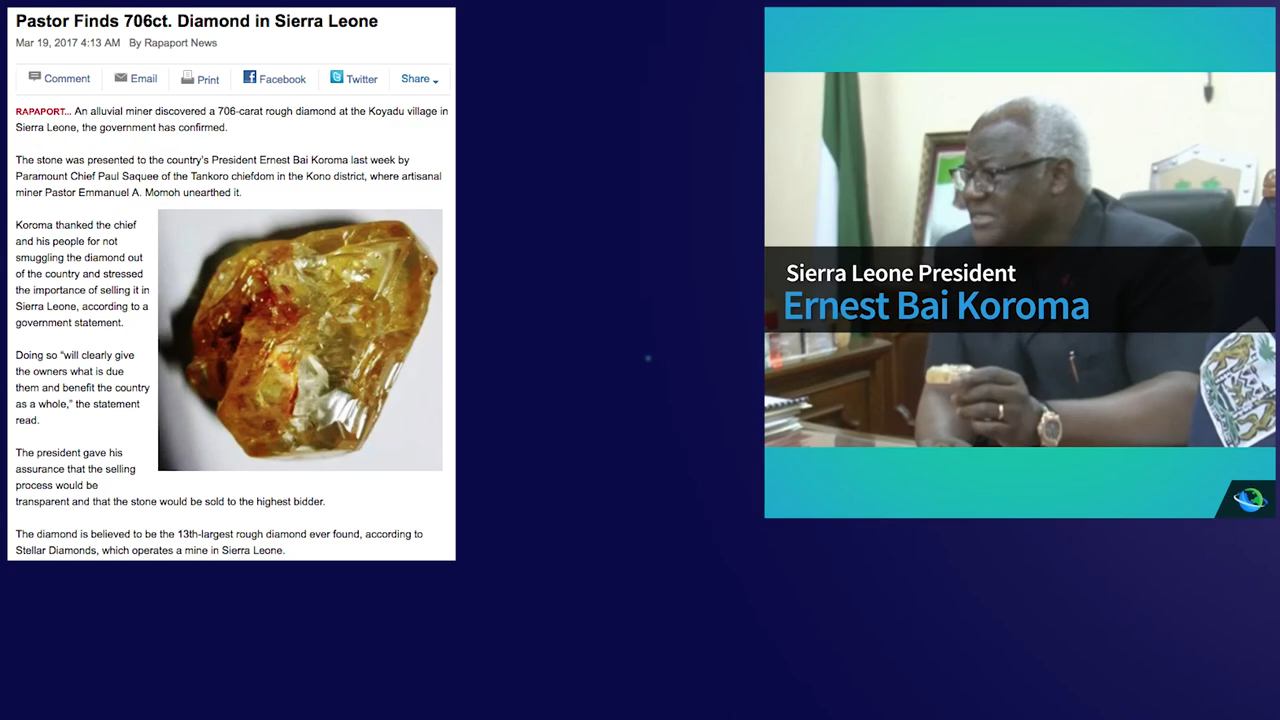 Pastor Finds 706ct. Diamond in Sierra Leone
Mar 19, 2017 4:13 AM By Rapaport News
Comment Email Print Facebook Twitter Share
RAPAPORT... An alluvial miner discovered a 706-carat rough diamond at the Koyadu village in
Sierra Leone, the government has confirmed.
The stone was presented to the country's President Ernest Bai Koroma last week by
Paramount Chief Paul Saquee of the Tankoro chiefdom in the Kono district, where artisanal
miner Pastor Emmanuel A. Momoh unearthed it.
Koroma thanked the chief
and his people for not
smuggling the diamond out
of the country and stressed
the importance of selling it in
Sierra Leone, according to a
government statement.
Doing so “will clearly give
the owners what is due
them and benefit the country
as a whole,” the statement
read.
The president gave his
assurance that the selling
process would be
transparent and that the stone would be sold to the highest bidder.
The diamond is believed to be the 13th-largest rough diamond ever found, according to
Stellar Diamonds, which operates a mine in Sierra Leone.
Sierra Leone President
Ernest Bai Koroma